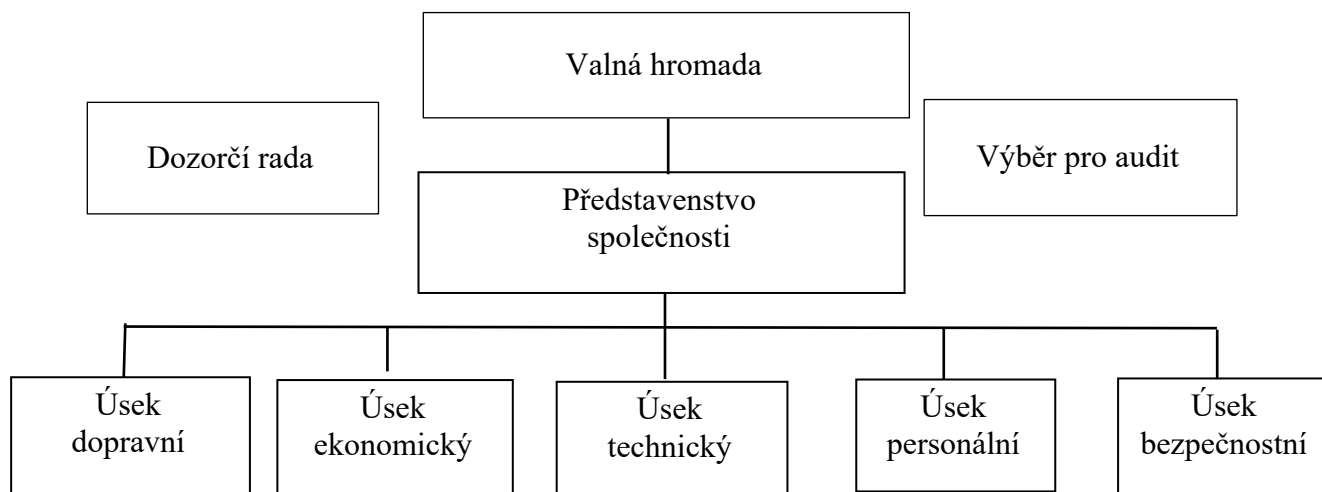 Valná hromada
Dozorčí rada
Výběr pro audit
Představenstvo
společnosti
Úsek
dopravní
Úsek
ekonomický
Úsek
technický
Úsek
personální
Úsek
bezpečnostní